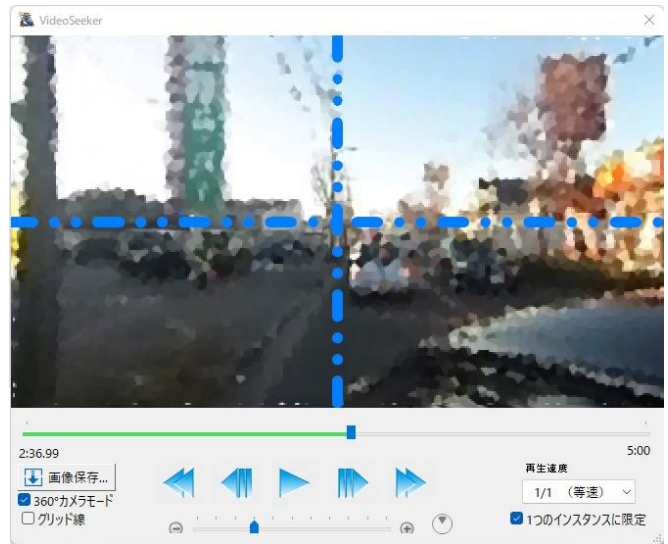 VideoSeeker
2:36.99
5:00
画像保存...
360°カメラモード
グリッド線
再生速度
1/1 （等速）
1つのインスタンスに限定